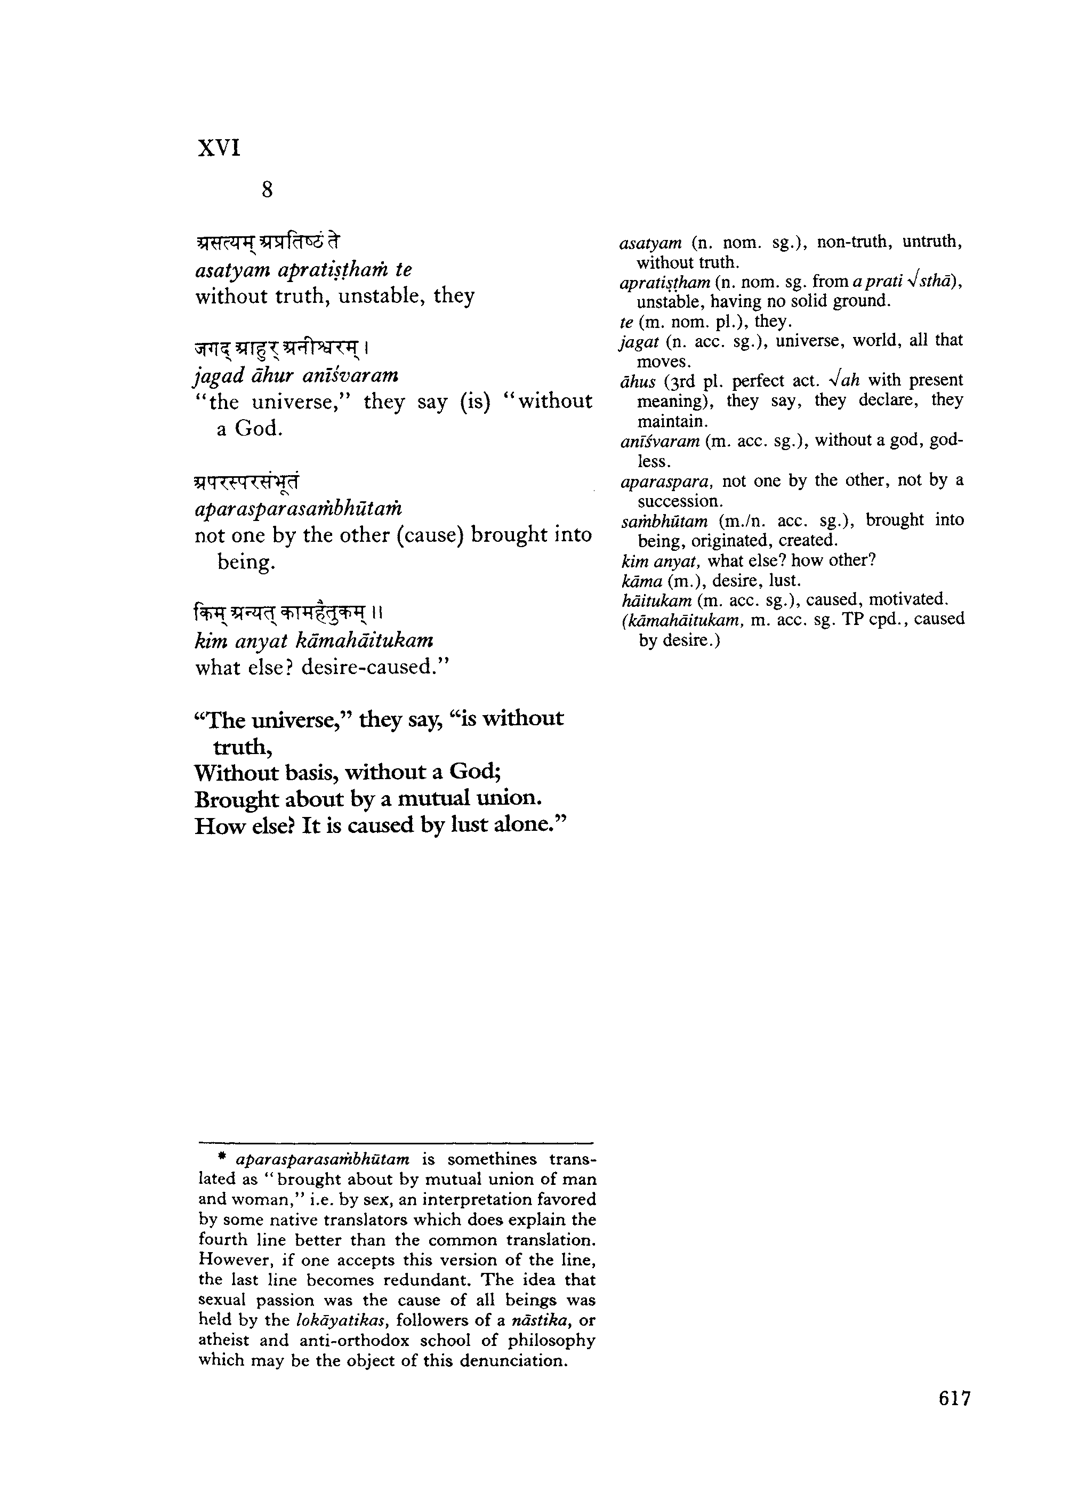 XVI
8
असत्यम् अप्रतिष्ठं ते
asatyam apratiṣṭhaṁ te
without truth, unstable, they
जगद् आहुर् अनीश्वरम् ।
jagad āhur anīśvaram
“the universe,” they say (is) “without
a God.
अपरस्परसंभूतं
aparasparasaṁbhūtaṁ
not one by the other (cause) brought into
being.
किम् अन्यत् कामहैतुकम् ॥
kim anyat kāmahāitukam
what else? desire-caused.”
“The universe,” they say, “is without
truth,
Without basis, without a God;
Brought about by a mutual union.
How else? It is caused by lust alone.”
* aparasparasaṁbhūtam is somethines trans-
lated as “brought about by mutual union of man
and woman,” i.e. by sex, an interpretation favored
by some native translators which does explain the
fourth line better than the common translation.
However, if one accepts this version of the line,
the last line becomes redundant. The idea that
sexual passion was the cause of all beings was
held by the lokāyatikas, followers of a nāstika, or
atheist and anti-orthodox school of philosophy
which may be the object of this denunciation.
asatyam (n. nom. sg.), non-truth, untruth,
without truth.
apratiṣṭham (n. nom. sg. from a prati √sthā),
unstable, having no solid ground.
te (m. nom. pl.), they.
jagat (n. acc. sg.), universe, world, all that
moves.
āhus (3rd pl. perfect act. √ah with present
meaning), they say, they declare, they
maintain.
anīśvaram (m. acc. sg.), without a god, god-
less.
aparaspara, not one by the other, not by a
succession.
saṁbhūtam (m./n. acc. sg.), brought into
being, originated, created.
kim anyat, what else? how other?
kāma (m.), desire, lust.
hāitukam (m. acc. sg.), caused, motivated.
(kāmahāitukam, m. acc. sg. TP cpd., caused
by desire.)
617